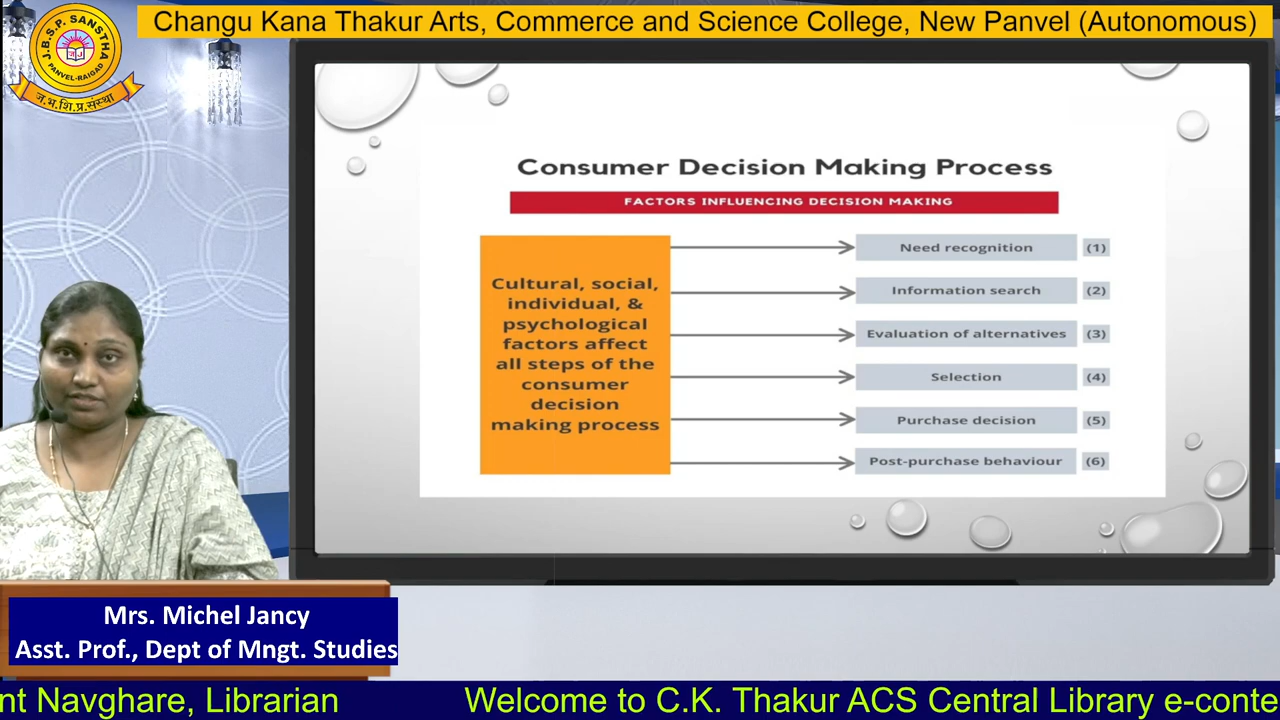 Changu Kana Thakur Arts, Commerce and Science College, New Panvel (Autonomous)
J.B.S.P. SANSTHA
PANVEL-RAIGAD
ज.भ.शि.प्र.संस्था
Consumer Decision Making Process
FACTORS INFLUENCING DECISION MAKING
Cultural, social,
individual, &
psychological
factors affect
all steps of the
consumer
decision
making process
Need recognition (1)
Information search (2)
Evaluation of alternatives (3)
Selection (4)
Purchase decision (5)
Post-purchase behaviour (6)
Mrs. Michel Jancy
Asst. Prof., Dept of Mngt. Studies
nt Navghare, Librarian Welcome to C.K. Thakur ACS Central Library e-conte